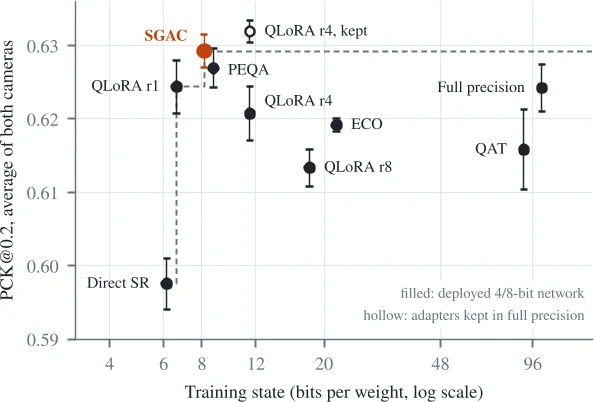 PCK@0.2, average of both cameras
0.63
0.62
0.61
0.60
0.59
SGAC
QLoRA r4, kept
PEQA
QLoRA r1
Full precision
QLoRA r4
ECO
QAT
QLoRA r8
Direct SR
filled: deployed 4/8-bit network
hollow: adapters kept in full precision
4
6
8
12
20
48
96
Training state (bits per weight, log scale)